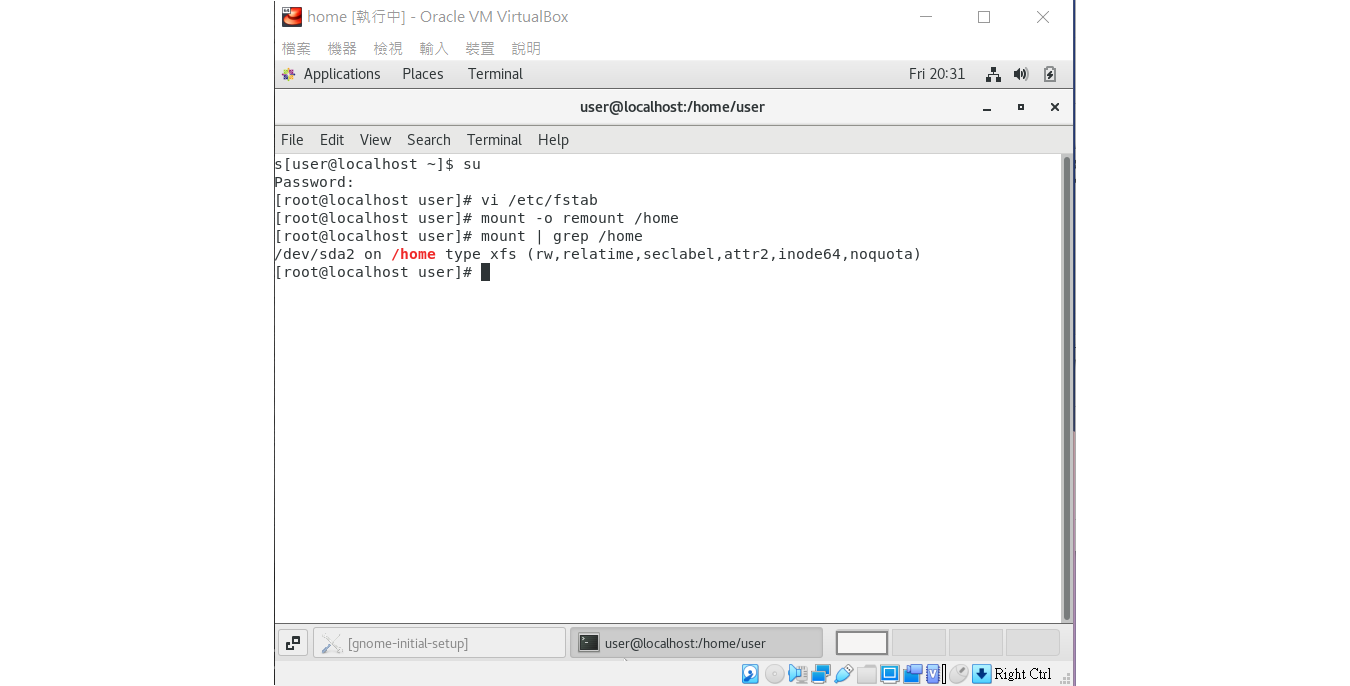 home [執行中] - Oracle VM VirtualBox
檔案 機器 檢視 輸入 裝置 說明
Applications Places Terminal Fri 20:31
user@localhost:/home/user
File Edit View Search Terminal Help
s[user@localhost ~]$ su
Password:
[root@localhost user]# vi /etc/fstab
[root@localhost user]# mount -o remount /home
[root@localhost user]# mount | grep /home
/dev/sda2 on /home type xfs (rw,relatime,seclabel,attr2,inode64,noquota)
[root@localhost user]#
[gnome-initial-setup] user@localhost:/home/user
Right Ctrl